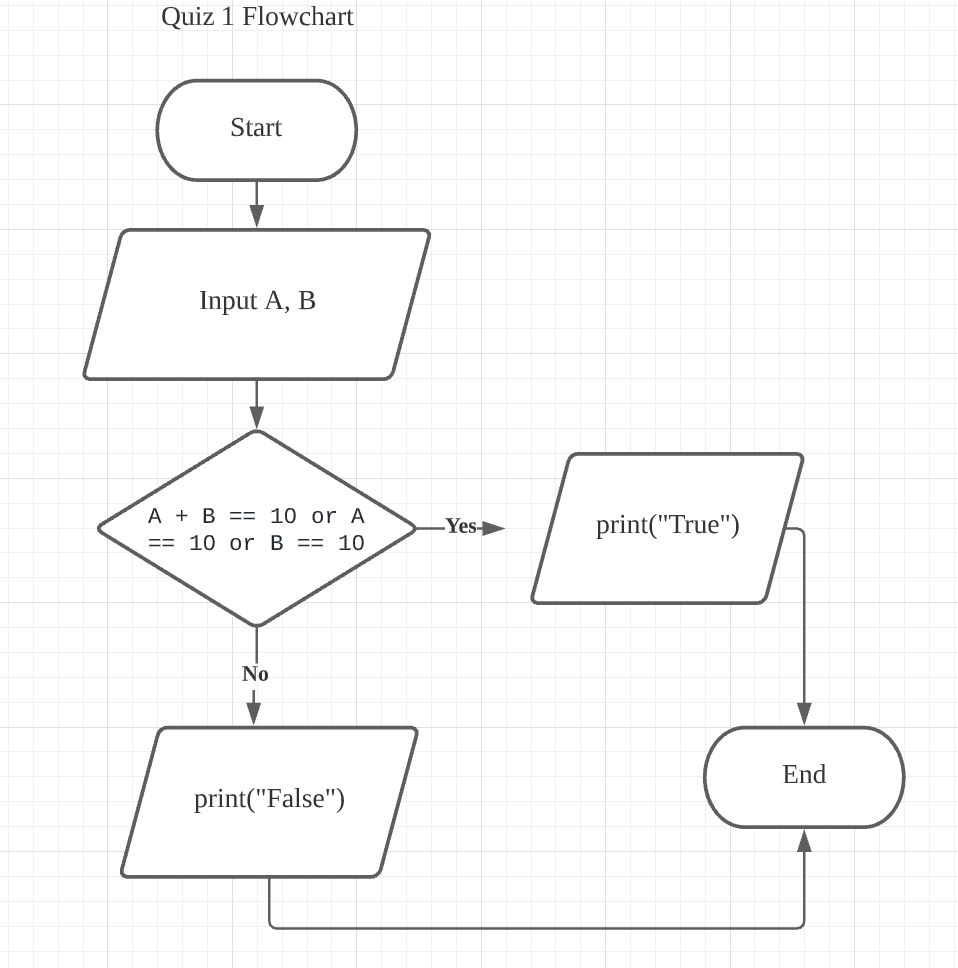 Quiz 1 Flowchart
Start
Input A, B
A + B == 10 or A
== 10 or B == 10
Yes
print("True")
No
print("False")
End